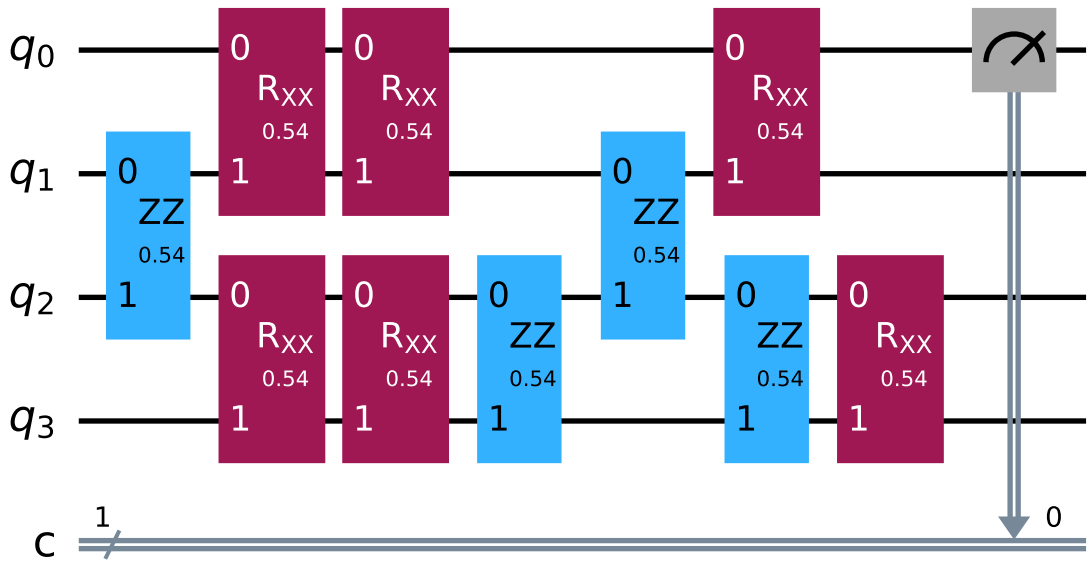 q0 0 0 0
RXX RXX RXX
0.54 0.54 0.54
q1 0 1 1 0 1
ZZ ZZ
0.54 0.54
q2 1 0 0 0 1 0 0
RXX RXX ZZ ZZ RXX
0.54 0.54 0.54 0.54 0.54
q3 1 1 1 1 1
1 0
c